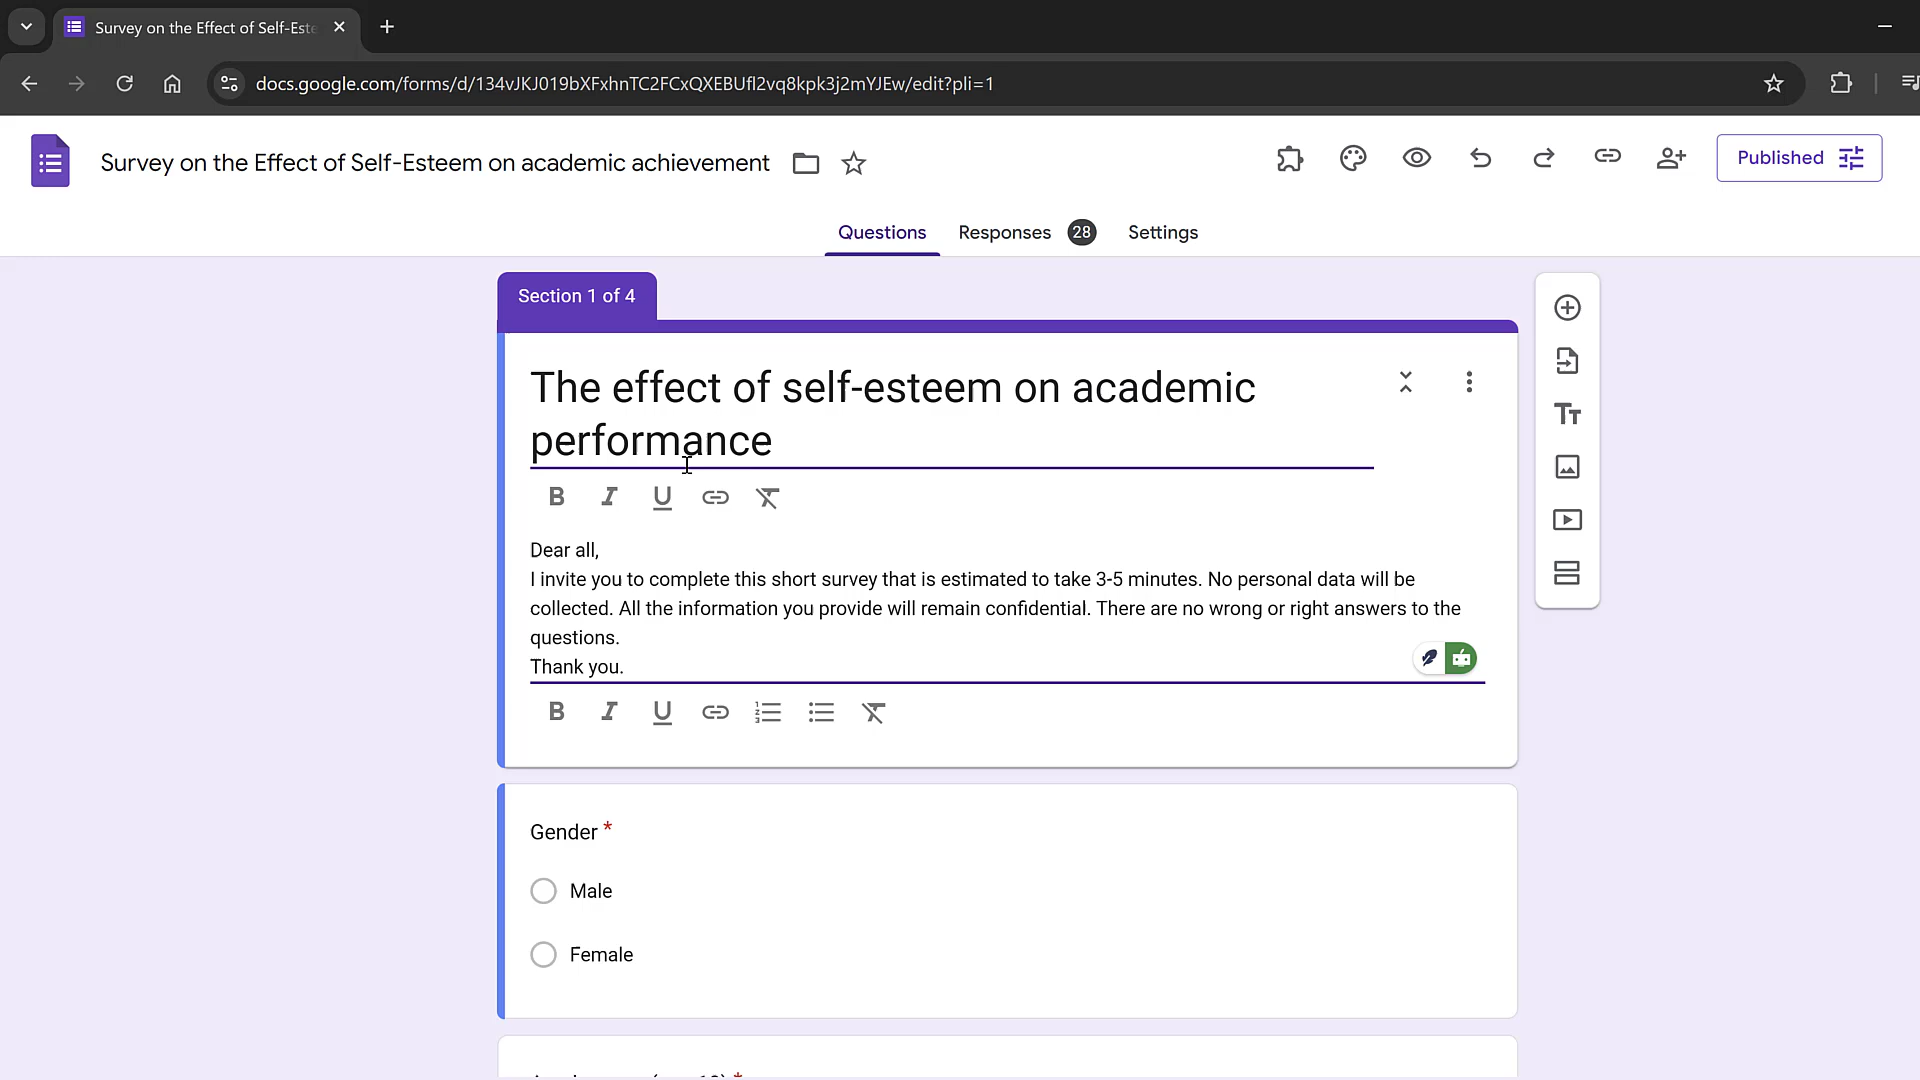 Survey on the Effect of Self-Este
docs.google.com/forms/d/134vJKJ019bXFxhnTC2FCxQXEBUfl2vq8kpk3j2mYJEw/edit?pli=1
Survey on the Effect of Self-Esteem on academic achievement
Published
Questions
Responses 28
Settings
Section 1 of 4
The effect of self-esteem on academic
performance
B I U
Dear all,
I invite you to complete this short survey that is estimated to take 3-5 minutes. No personal data will be
collected. All the information you provide will remain confidential. There are no wrong or right answers to the
questions.
Thank you.
B I U
Gender *
Male
Female